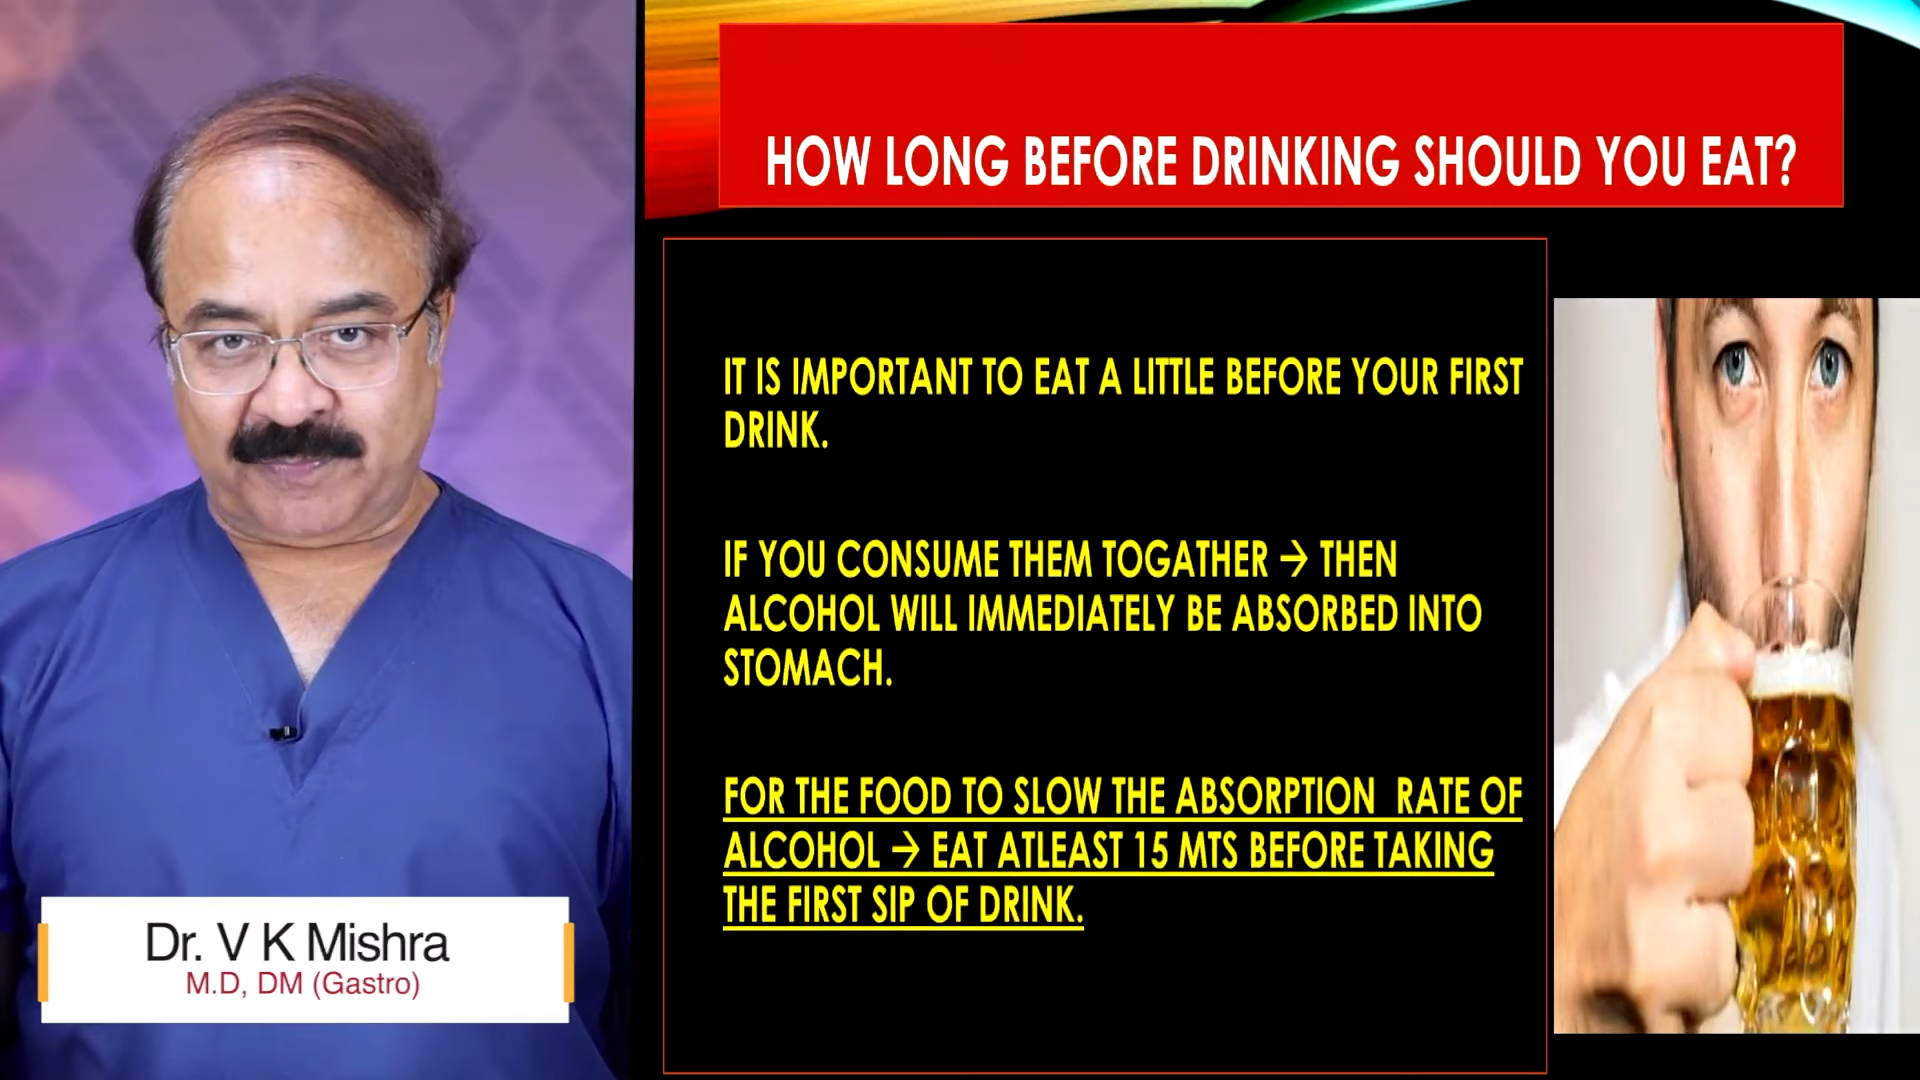 HOW LONG BEFORE DRINKING SHOULD YOU EAT?
IT IS IMPORTANT TO EAT A LITTLE BEFORE YOUR FIRST
DRINK.
IF YOU CONSUME THEM TOGATHER → THEN
ALCOHOL WILL IMMEDIATELY BE ABSORBED INTO
STOMACH.
FOR THE FOOD TO SLOW THE ABSORPTION RATE OF
ALCOHOL → EAT ATLEAST 15 MTS BEFORE TAKING
THE FIRST SIP OF DRINK.
Dr. V K Mishra
M.D, DM (Gastro)